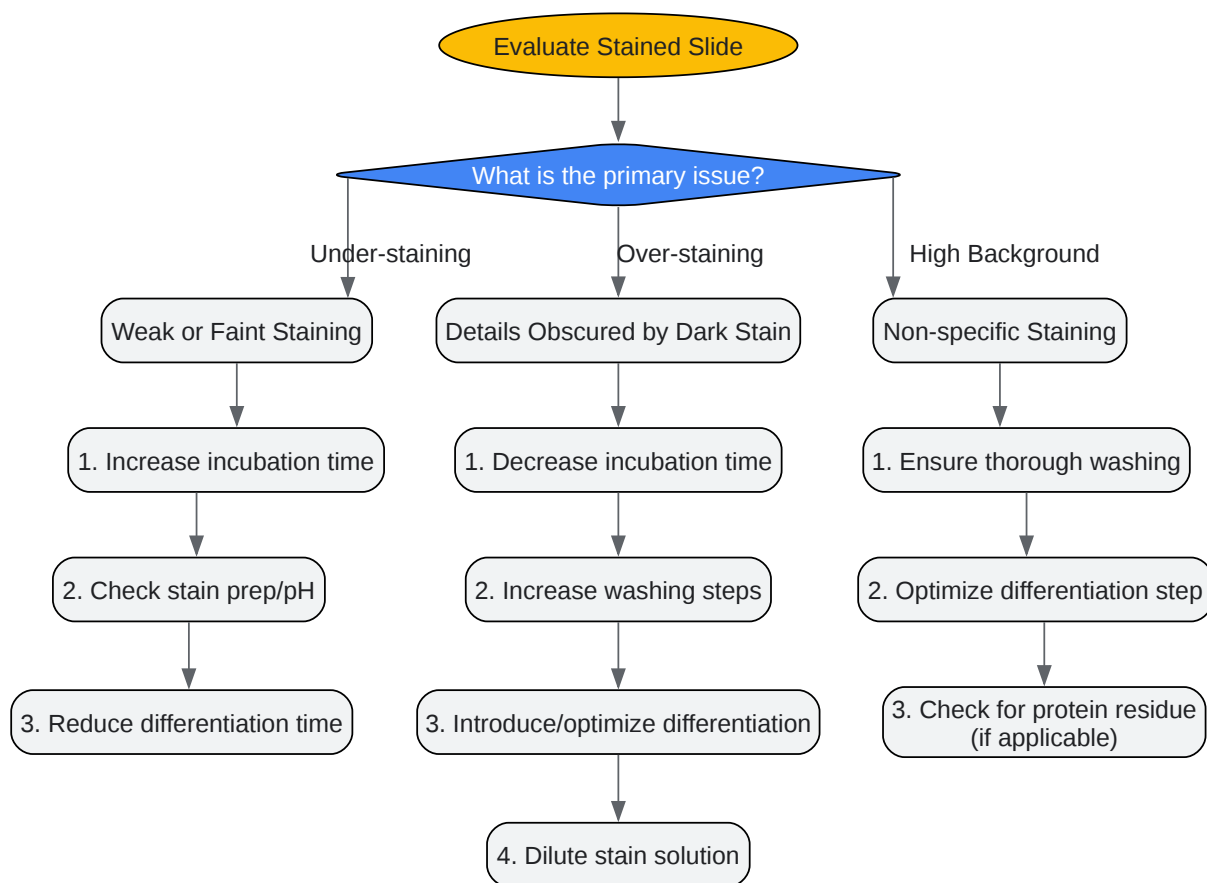 Evaluate Stained Slide
What is the primary issue?
Under-staining
Over-staining
High Background
Weak or Faint Staining
Details Obscured by Dark Stain
Non-specific Staining
1. Increase incubation time
1. Decrease incubation time
1. Ensure thorough washing
2. Check stain prep/pH
2. Increase washing steps
2. Optimize differentiation step
3. Reduce differentiation time
3. Introduce/optimize differentiation
3. Check for protein residue
(if applicable)
4. Dilute stain solution